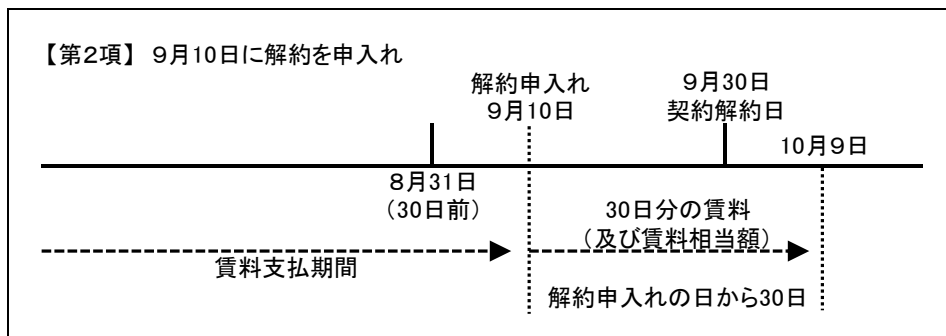 【第2項】 9月10日に解約を申入れ
解約申入れ
9月10日
9月30日
契約解約日
10月9日
8月31日
（30日前）
30日分の賃料
（及び賃料相当額）
賃料支払期間
解約申入れの日から30日